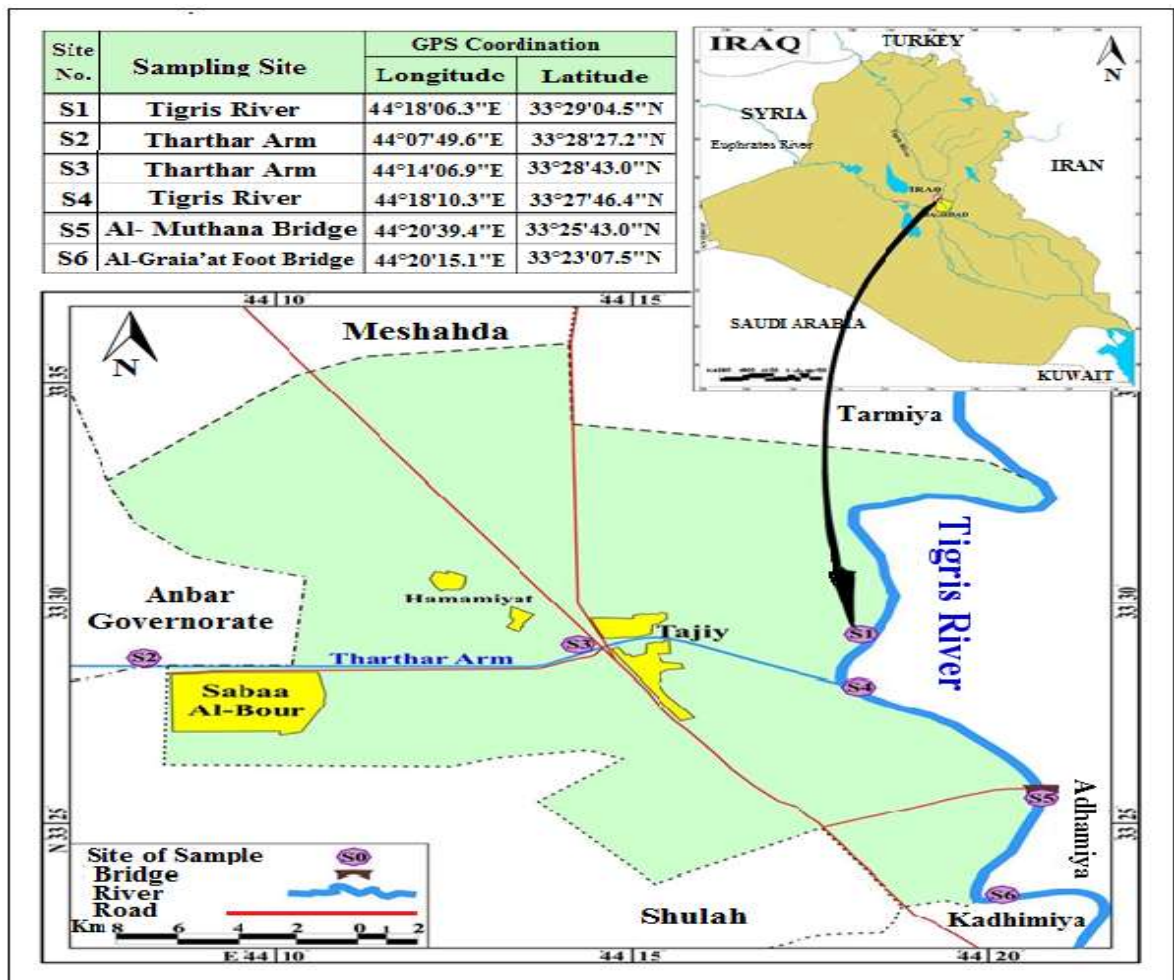 Site No.	Sampling Site	GPS Coordination
Longitude	Latitude
S1	Tigris River	44°18'06.3"E	33°29'04.5"N
S2	Tharthar Arm	44°07'49.6"E	33°28'27.2"N
S3	Tharthar Arm	44°14'06.9"E	33°28'43.0"N
S4	Tigris River	44°18'10.3"E	33°27'46.4"N
S5	Al- Muthana Bridge	44°20'39.4"E	33°25'43.0"N
S6	Al-Graia'at Foot Bridge	44°20'15.1"E	33°23'07.5"N
IRAQ
TURKEY
N
SYRIA
Euphrates River
IRAN
IRAQ
SAUDI ARABIA
KUWAIT
44 10
44 15
Meshahda
N
Tarmiya
33 35
Tigris River
33 30
33 30
Anbar
Governorate
Hamamiyat
S1
S2
S3
Tajiy
Tharthar Arm
S4
Sabaa
Al-Bour
S5
Adhamiya
N 33 25
33 25
Site of Sample
S0
Bridge
River
Road
Km 8 6 4 2 0 2
S6
Shulah
Kadhimiya
E 44 10
44 15
44 20